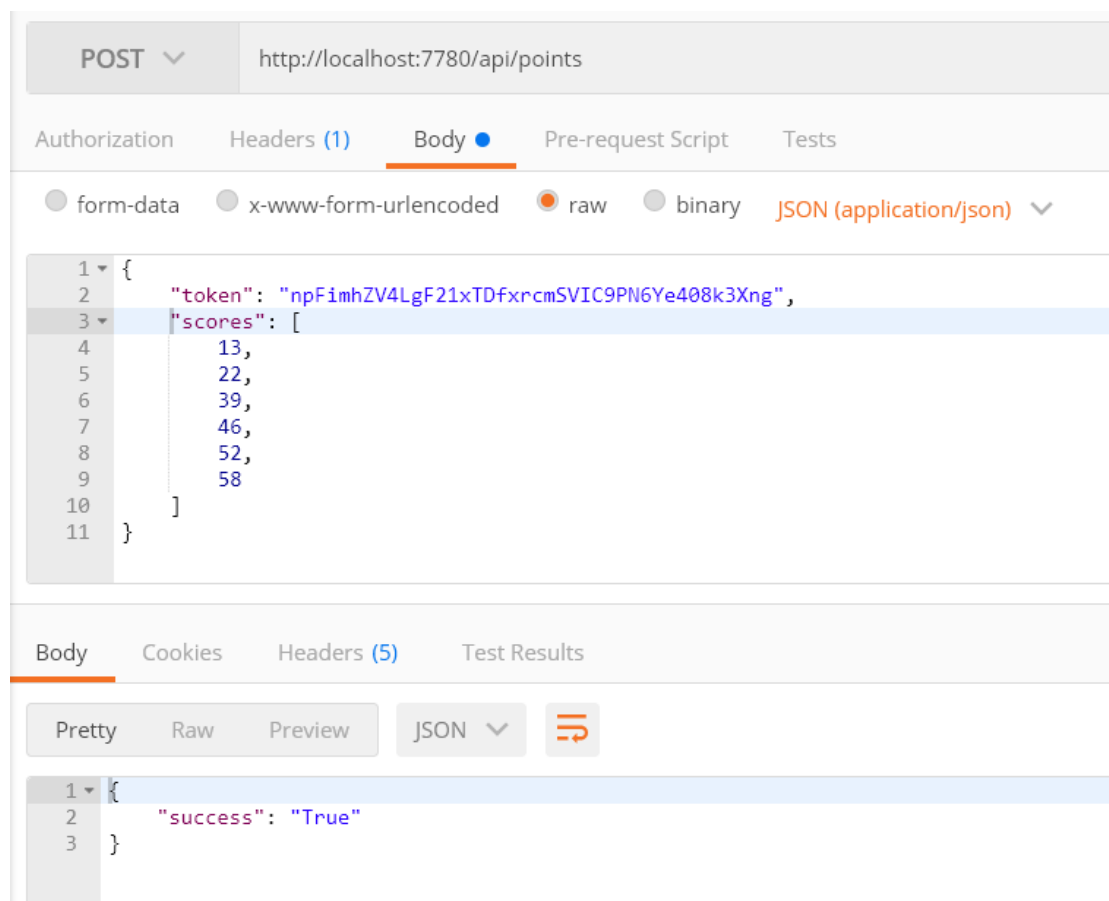 POST http://localhost:7780/api/points
Authorization Headers (1) Body Pre-request Script Tests
form-data x-www-form-urlencoded raw binary JSON (application/json)
1 {
2 "token": "npFimhZV4LgF21xTDfxrcmSVIC9PN6Ye408k3Xng",
3 "scores": [
4 13,
5 22,
6 39,
7 46,
8 52,
9 58
10 ]
11 }
Body Cookies Headers (5) Test Results
Pretty Raw Preview JSON
1 {
2 "success": "True"
3 }